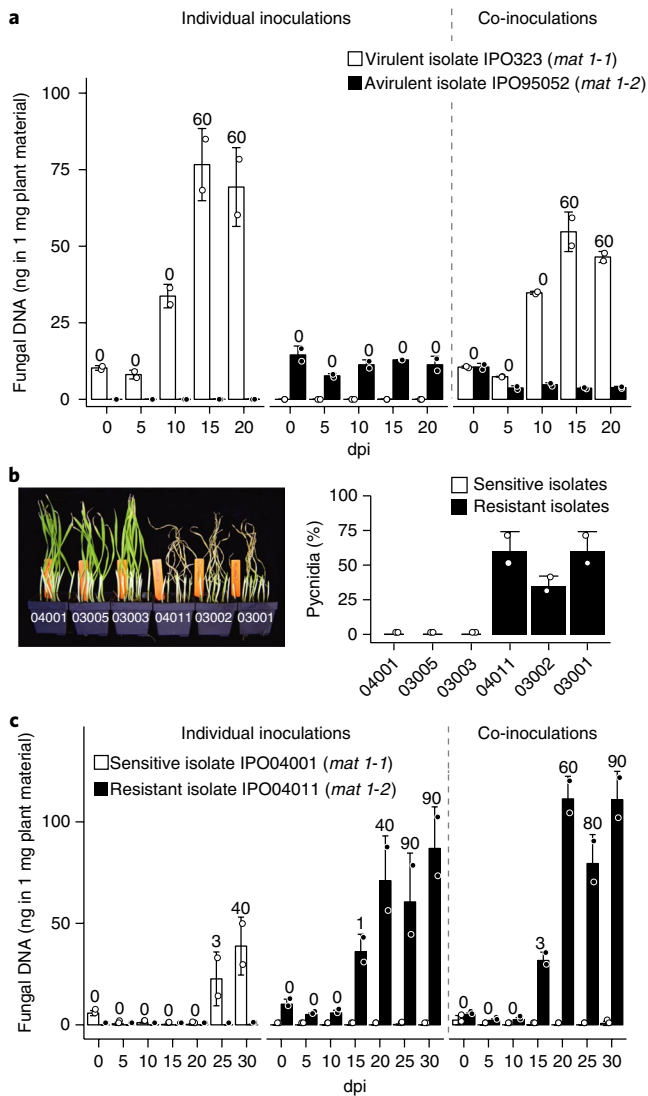 a
Individual inoculations
Co-inoculations
Virulent isolate IPO323 (mat 1-1)
Avirulent isolate IPO95052 (mat 1-2)
Fungal DNA (ng in 1 mg plant material)
100
75
50
25
0
0 0 0 60 60
0 0 0 0 0
0 0 0 60 60
0 5 10 15 20
0 5 10 15 20
0 5 10 15 20
dpi
b
04001 03005 03003 04011 03002 03001
Sensitive isolates
Resistant isolates
Pycnidia (%)
100
75
50
25
0
04001 03005 03003 04011 03002 03001
c
Individual inoculations
Co-inoculations
Sensitive isolate IPO04001 (mat 1-1)
Resistant isolate IPO04011 (mat 1-2)
Fungal DNA (ng in 1 mg plant material)
100
50
0
0 0 0 0 0 3 40
0 0 0 1 40 90 90
0 0 0 3 60 80 90
0 5 10 15 20 25 30
0 5 10 15 20 25 30
0 5 10 15 20 25 30
dpi